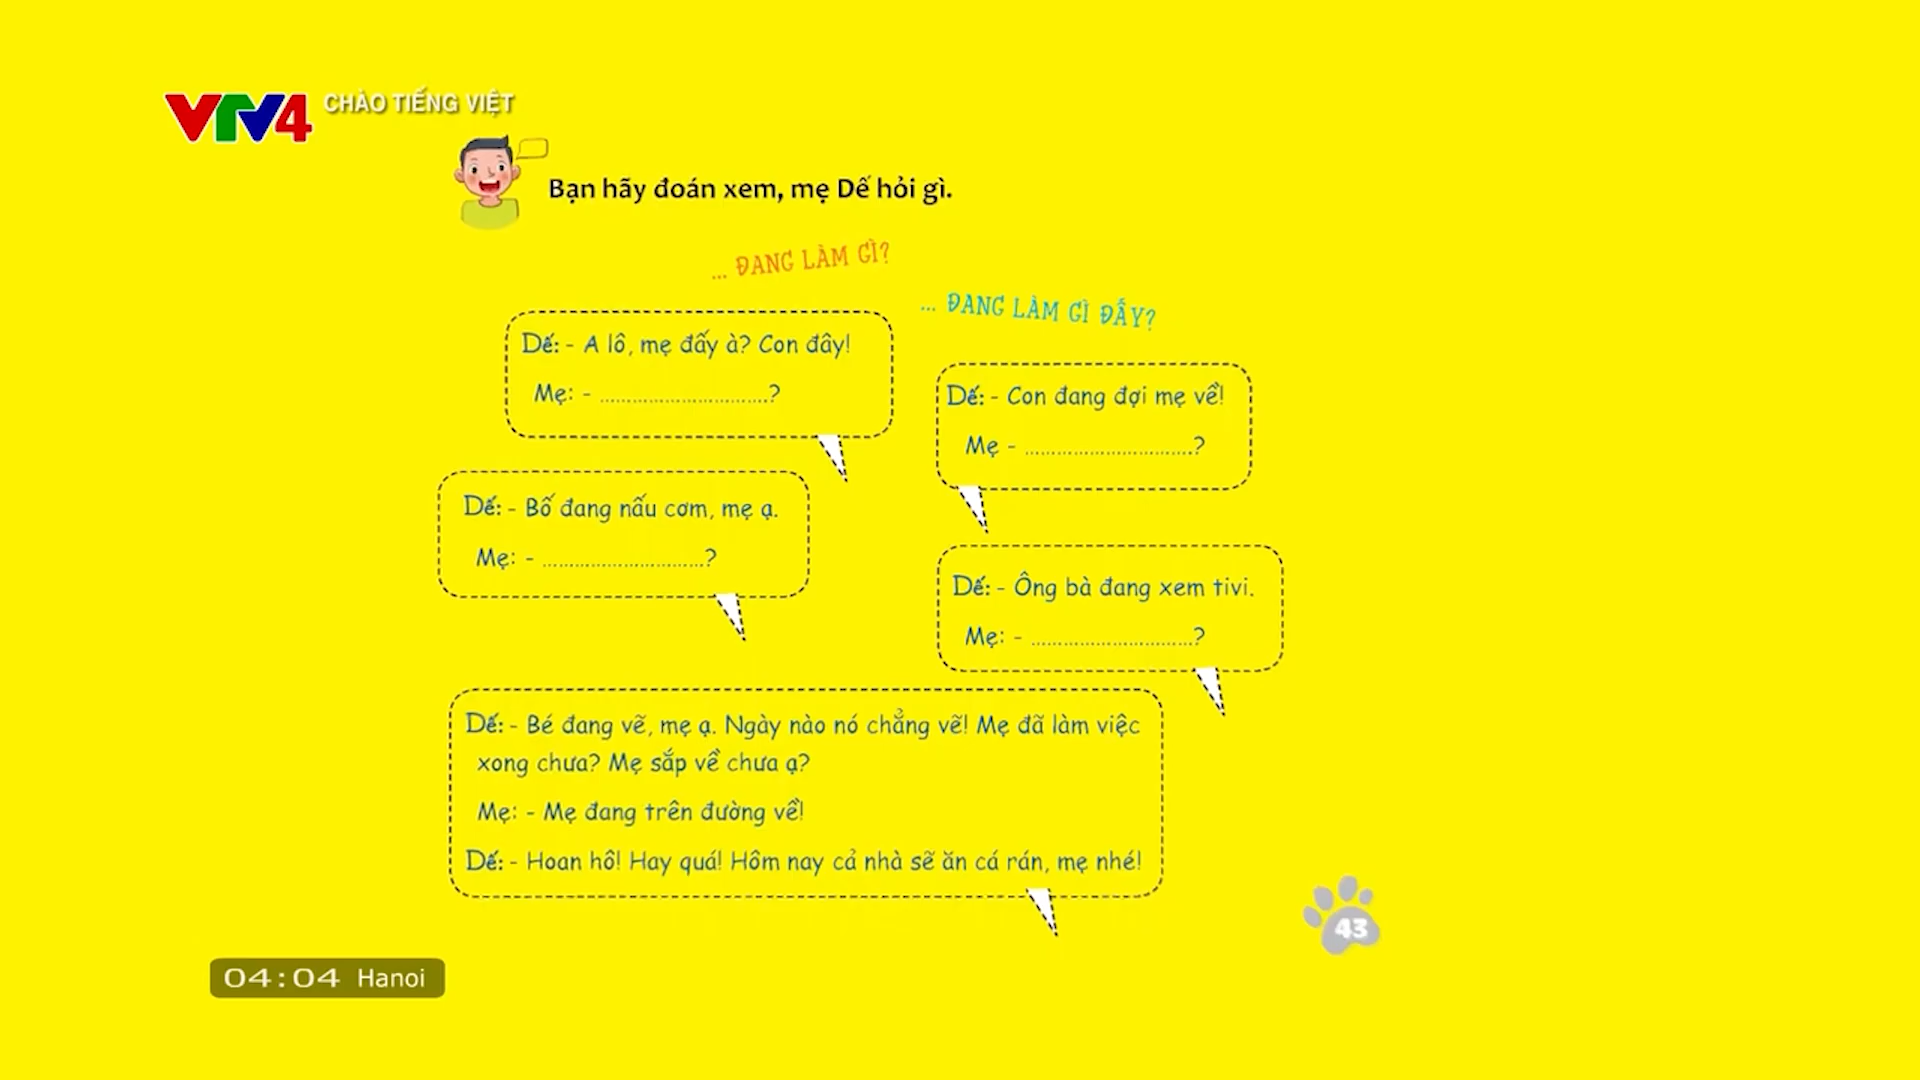 VTV4 CHÀO TIẾNG VIỆT
Bạn hãy đoán xem, mẹ Dế hỏi gì.
... ĐANG LÀM GÌ?
... ĐANG LÀM GÌ ĐẤY?
Dế: - A lô, mẹ đấy à? Con đây!
Mẹ: - ..............................?
Dế: - Con đang đợi mẹ về!
Mẹ - ..............................?
Dế: - Bố đang nấu cơm, mẹ ạ.
Mẹ: - ..............................?
Dế: - Ông bà đang xem tivi.
Mẹ: - ..............................?
Dế: - Bé đang vẽ, mẹ ạ. Ngày nào nó chẳng vẽ! Mẹ đã làm việc
xong chưa? Mẹ sắp về chưa ạ?
Mẹ: - Mẹ đang trên đường về!
Dế: - Hoan hô! Hay quá! Hôm nay cả nhà sẽ ăn cá rán, mẹ nhé!
43
04:04 Hanoi